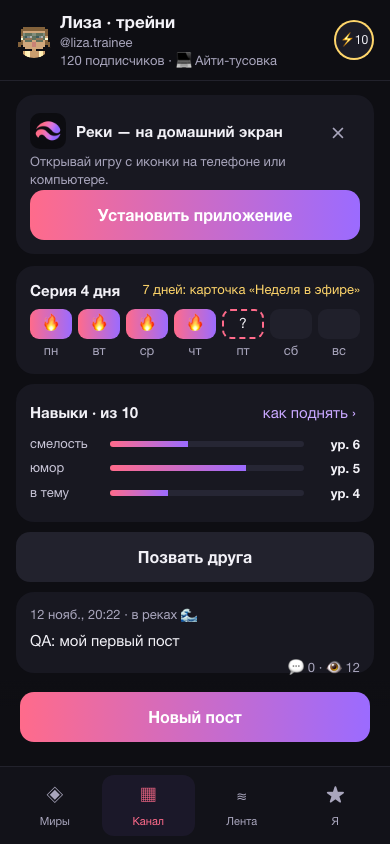 Лиза · трейни
@liza.trainee
120 подписчиков · 💻 Айти-тусовка
⚡10
Реки — на домашний экран
×
Открывай игру с иконки на телефоне или
компьютере.
Установить приложение
Серия 4 дня
7 дней: карточка «Неделя в эфире»
🔥 🔥 🔥 🔥 ?
пн вт ср чт пт сб вс
Навыки · из 10
как поднять ›
смелость ур. 6
юмор ур. 5
в тему ур. 4
Позвать друга
12 нояб., 20:22 · в реках 🌊
QA: мой первый пост
💬 0 · 👁 12
Новый пост
Миры Канал Лента Я